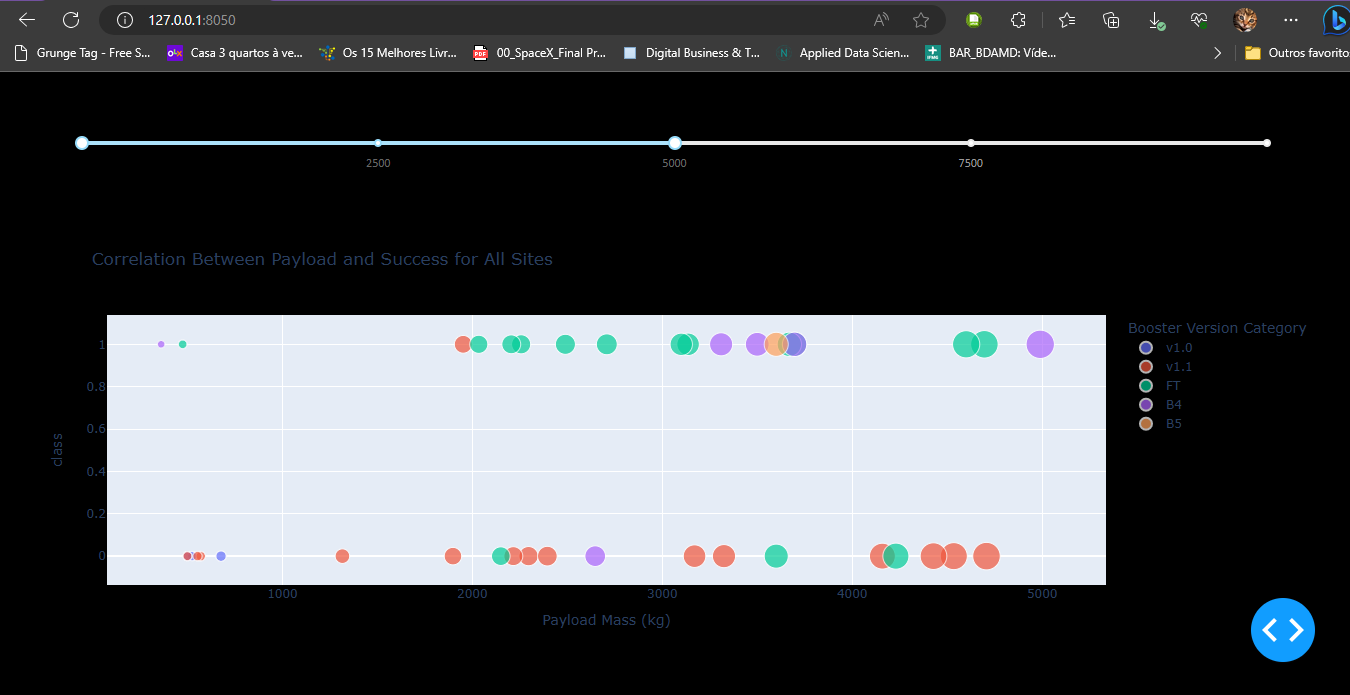 127.0.0.1:8050
Grunge Tag - Free S... Casa 3 quartos à ve... Os 15 Melhores Livr... PDF 00_SpaceX_Final Pr... Digital Business & T... N Applied Data Scien... BAR_BDAMD: Víde... Outros favorito
2500 5000 7500
Correlation Between Payload and Success for All Sites
Booster Version Category
v1.0
v1.1
FT
B4
B5
class
1
0.8
0.6
0.4
0.2
0
1000 2000 3000 4000 5000
Payload Mass (kg)